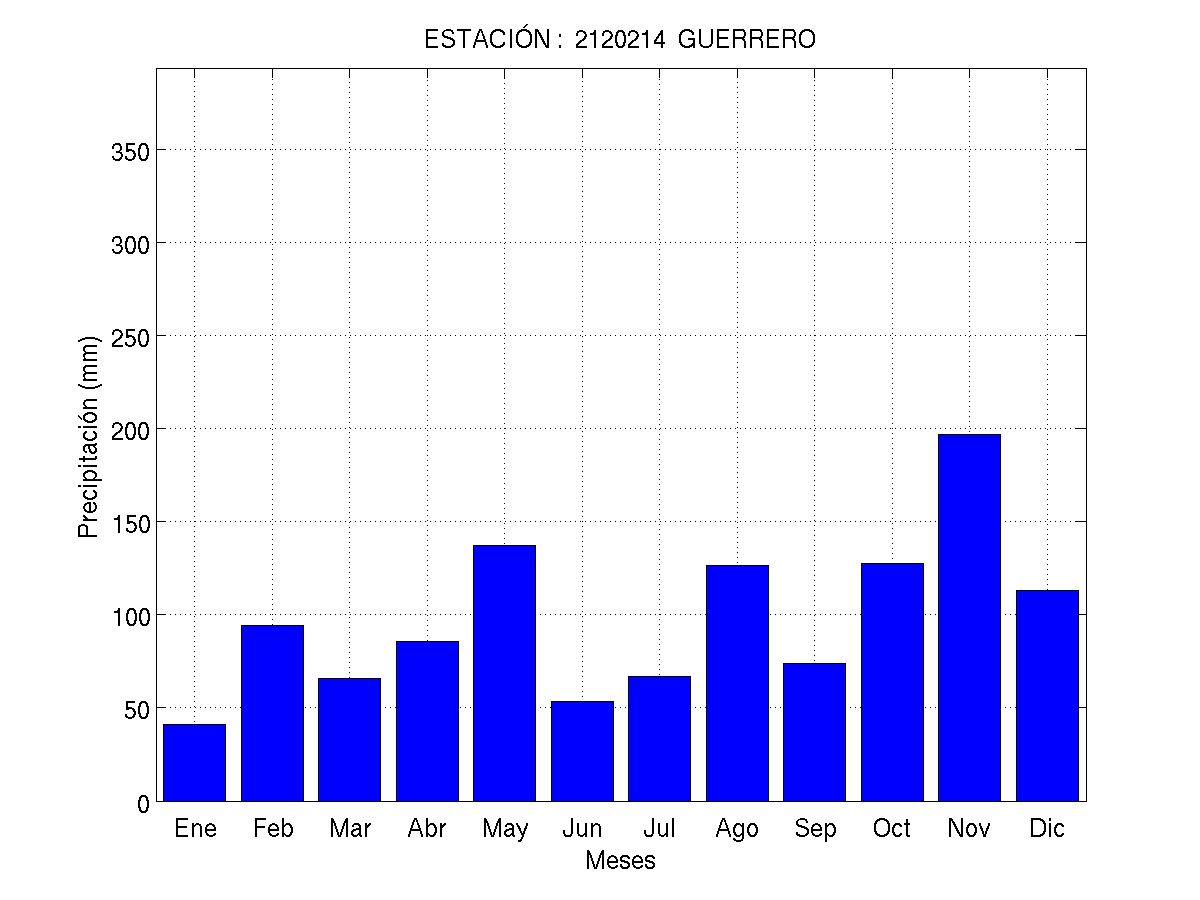 ESTACIÓN : 2120214 GUERRERO
350
300
250
200
150
100
50
0
Precipitación (mm)
Ene Feb Mar Abr May Jun Jul Ago Sep Oct Nov Dic
Meses